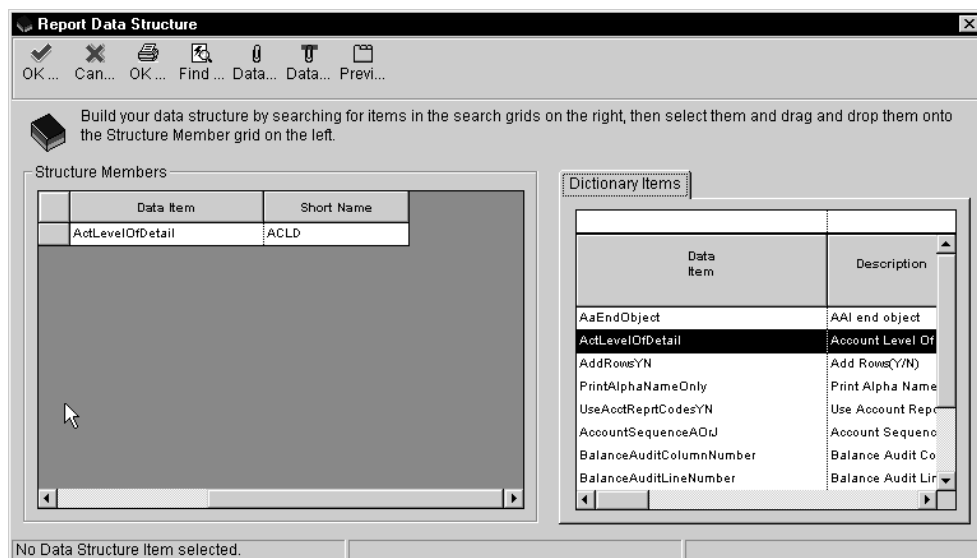 Report Data Structure
OK ... Can... OK ... Find ... Data... Data... Previ...
Build your data structure by searching for items in the search grids on the right, then select them and drag and drop them onto
the Structure Member grid on the left.
Structure Members
Data Item Short Name
ActLevelOfDetail ACLD
Dictionary Items
Data
Item
Description
AaEndObject AAI end object
ActLevelOfDetail Account Level Of
AddRowsYN Add Rows(Y/N)
PrintAlphaNameOnly Print Alpha Name
UseAcctReprtCodesYN Use Account Repo
AccountSequenceAOrJ Account Sequenc
BalanceAuditColumnNumber Balance Audit Co
BalanceAuditLineNumber Balance Audit Lin
No Data Structure Item selected.